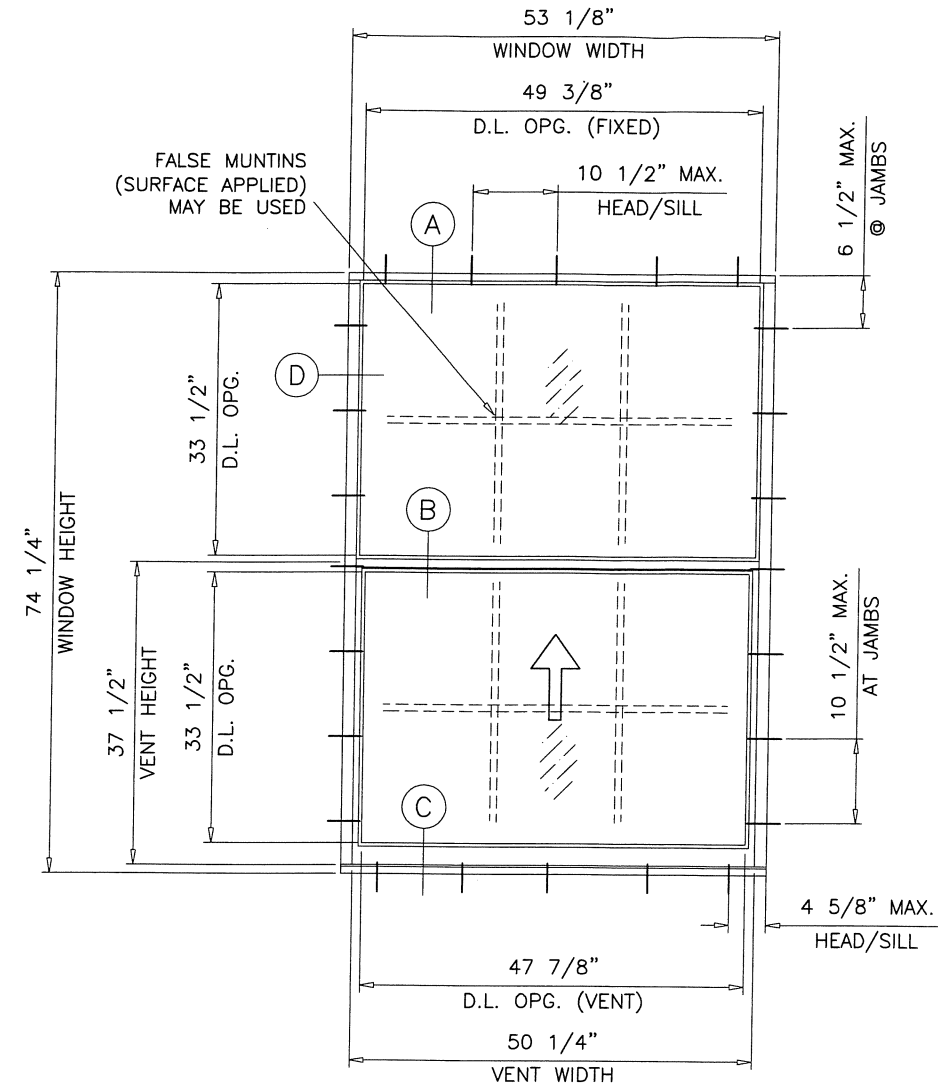 53 1/8"
WINDOW WIDTH
49 3/8"
D.L. OPG. (FIXED)
FALSE MUNTINS
(SURFACE APPLIED)
MAY BE USED
10 1/2" MAX.
HEAD/SILL
6 1/2" MAX.
@ JAMBS
A
D
33 1/2"
D.L. OPG.
B
74 1/4"
WINDOW HEIGHT
37 1/2"
VENT HEIGHT
33 1/2"
D.L. OPG.
10 1/2" MAX.
AT JAMBS
C
4 5/8" MAX.
HEAD/SILL
47 7/8"
D.L. OPG. (VENT)
50 1/4"
VENT WIDTH